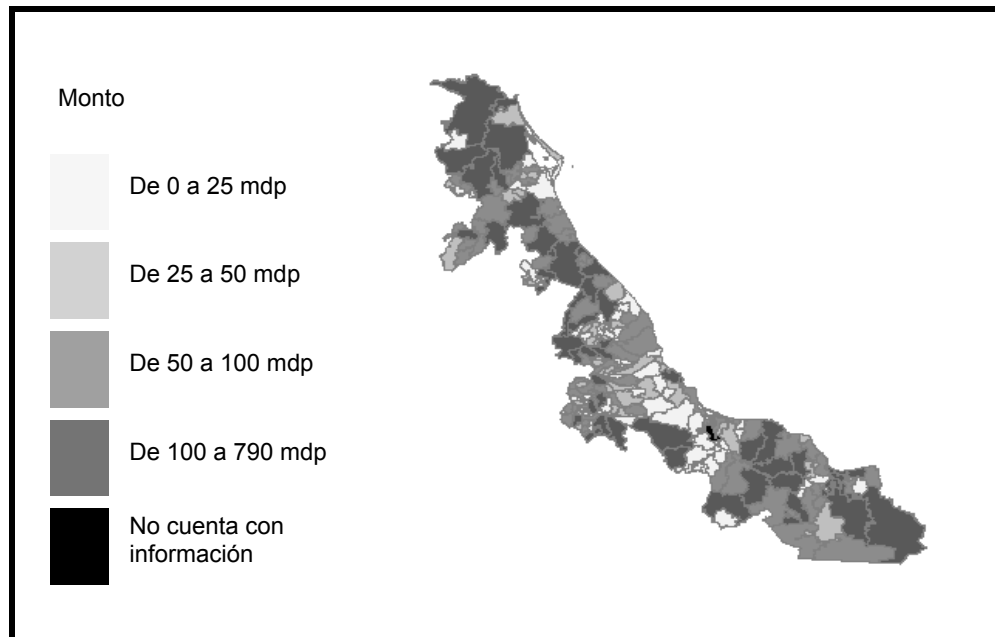 Monto
De 0 a 25 mdp
De 25 a 50 mdp
De 50 a 100 mdp
De 100 a 790 mdp
No cuenta con
información